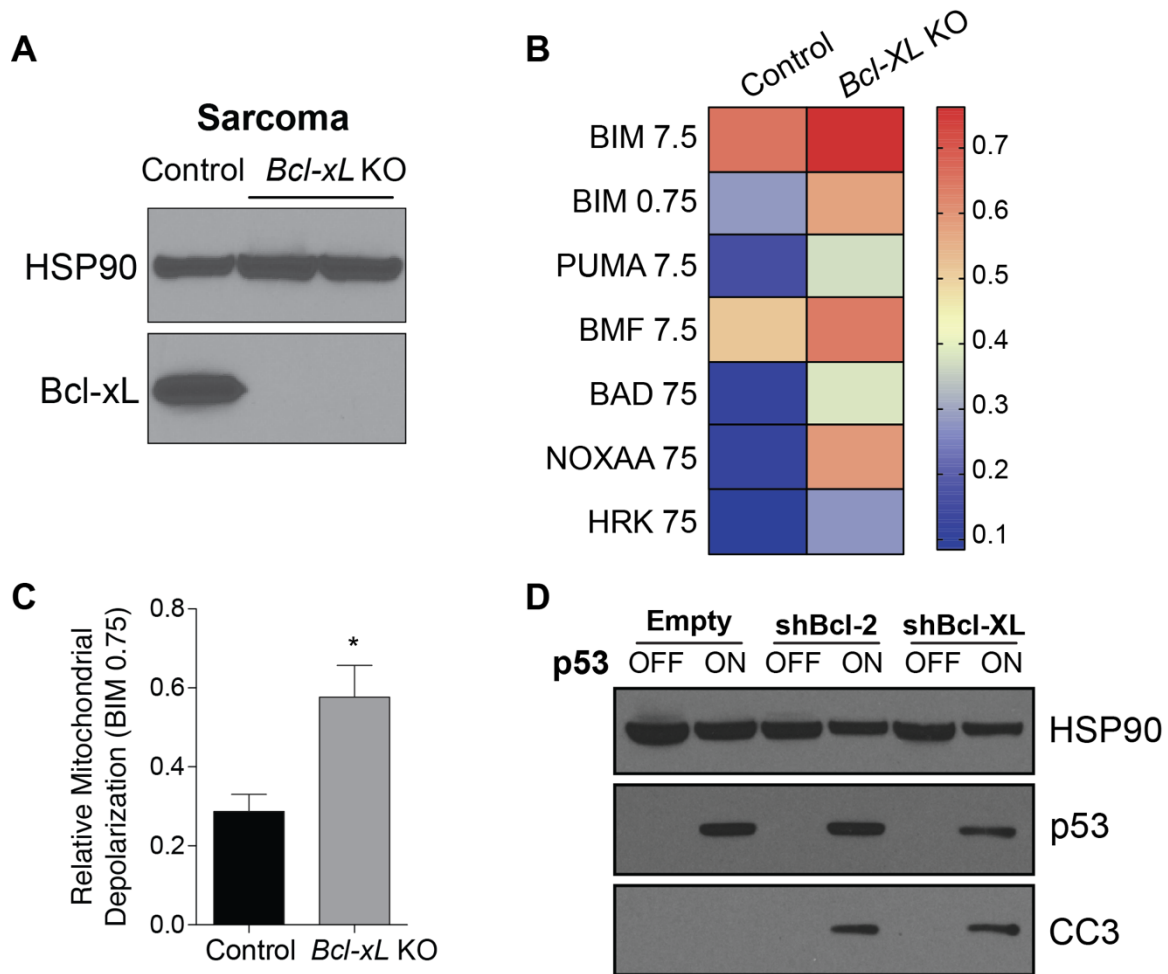 A
Sarcoma
Control Bcl-xL KO
HSP90
Bcl-xL
B
Control
Bcl-XL KO
BIM 7.5
BIM 0.75
PUMA 7.5
BMF 7.5
BAD 75
NOXAA 75
HRK 75
0.7
0.6
0.5
0.4
0.3
0.2
0.1
C
Relative Mitochondrial
Depolarization (BIM 0.75)
0.8
0.6
0.4
0.2
0.0
*
Control Bcl-xL KO
D
Empty shBcl-2 shBcl-XL
p53 OFF ON OFF ON OFF ON
HSP90
p53
CC3